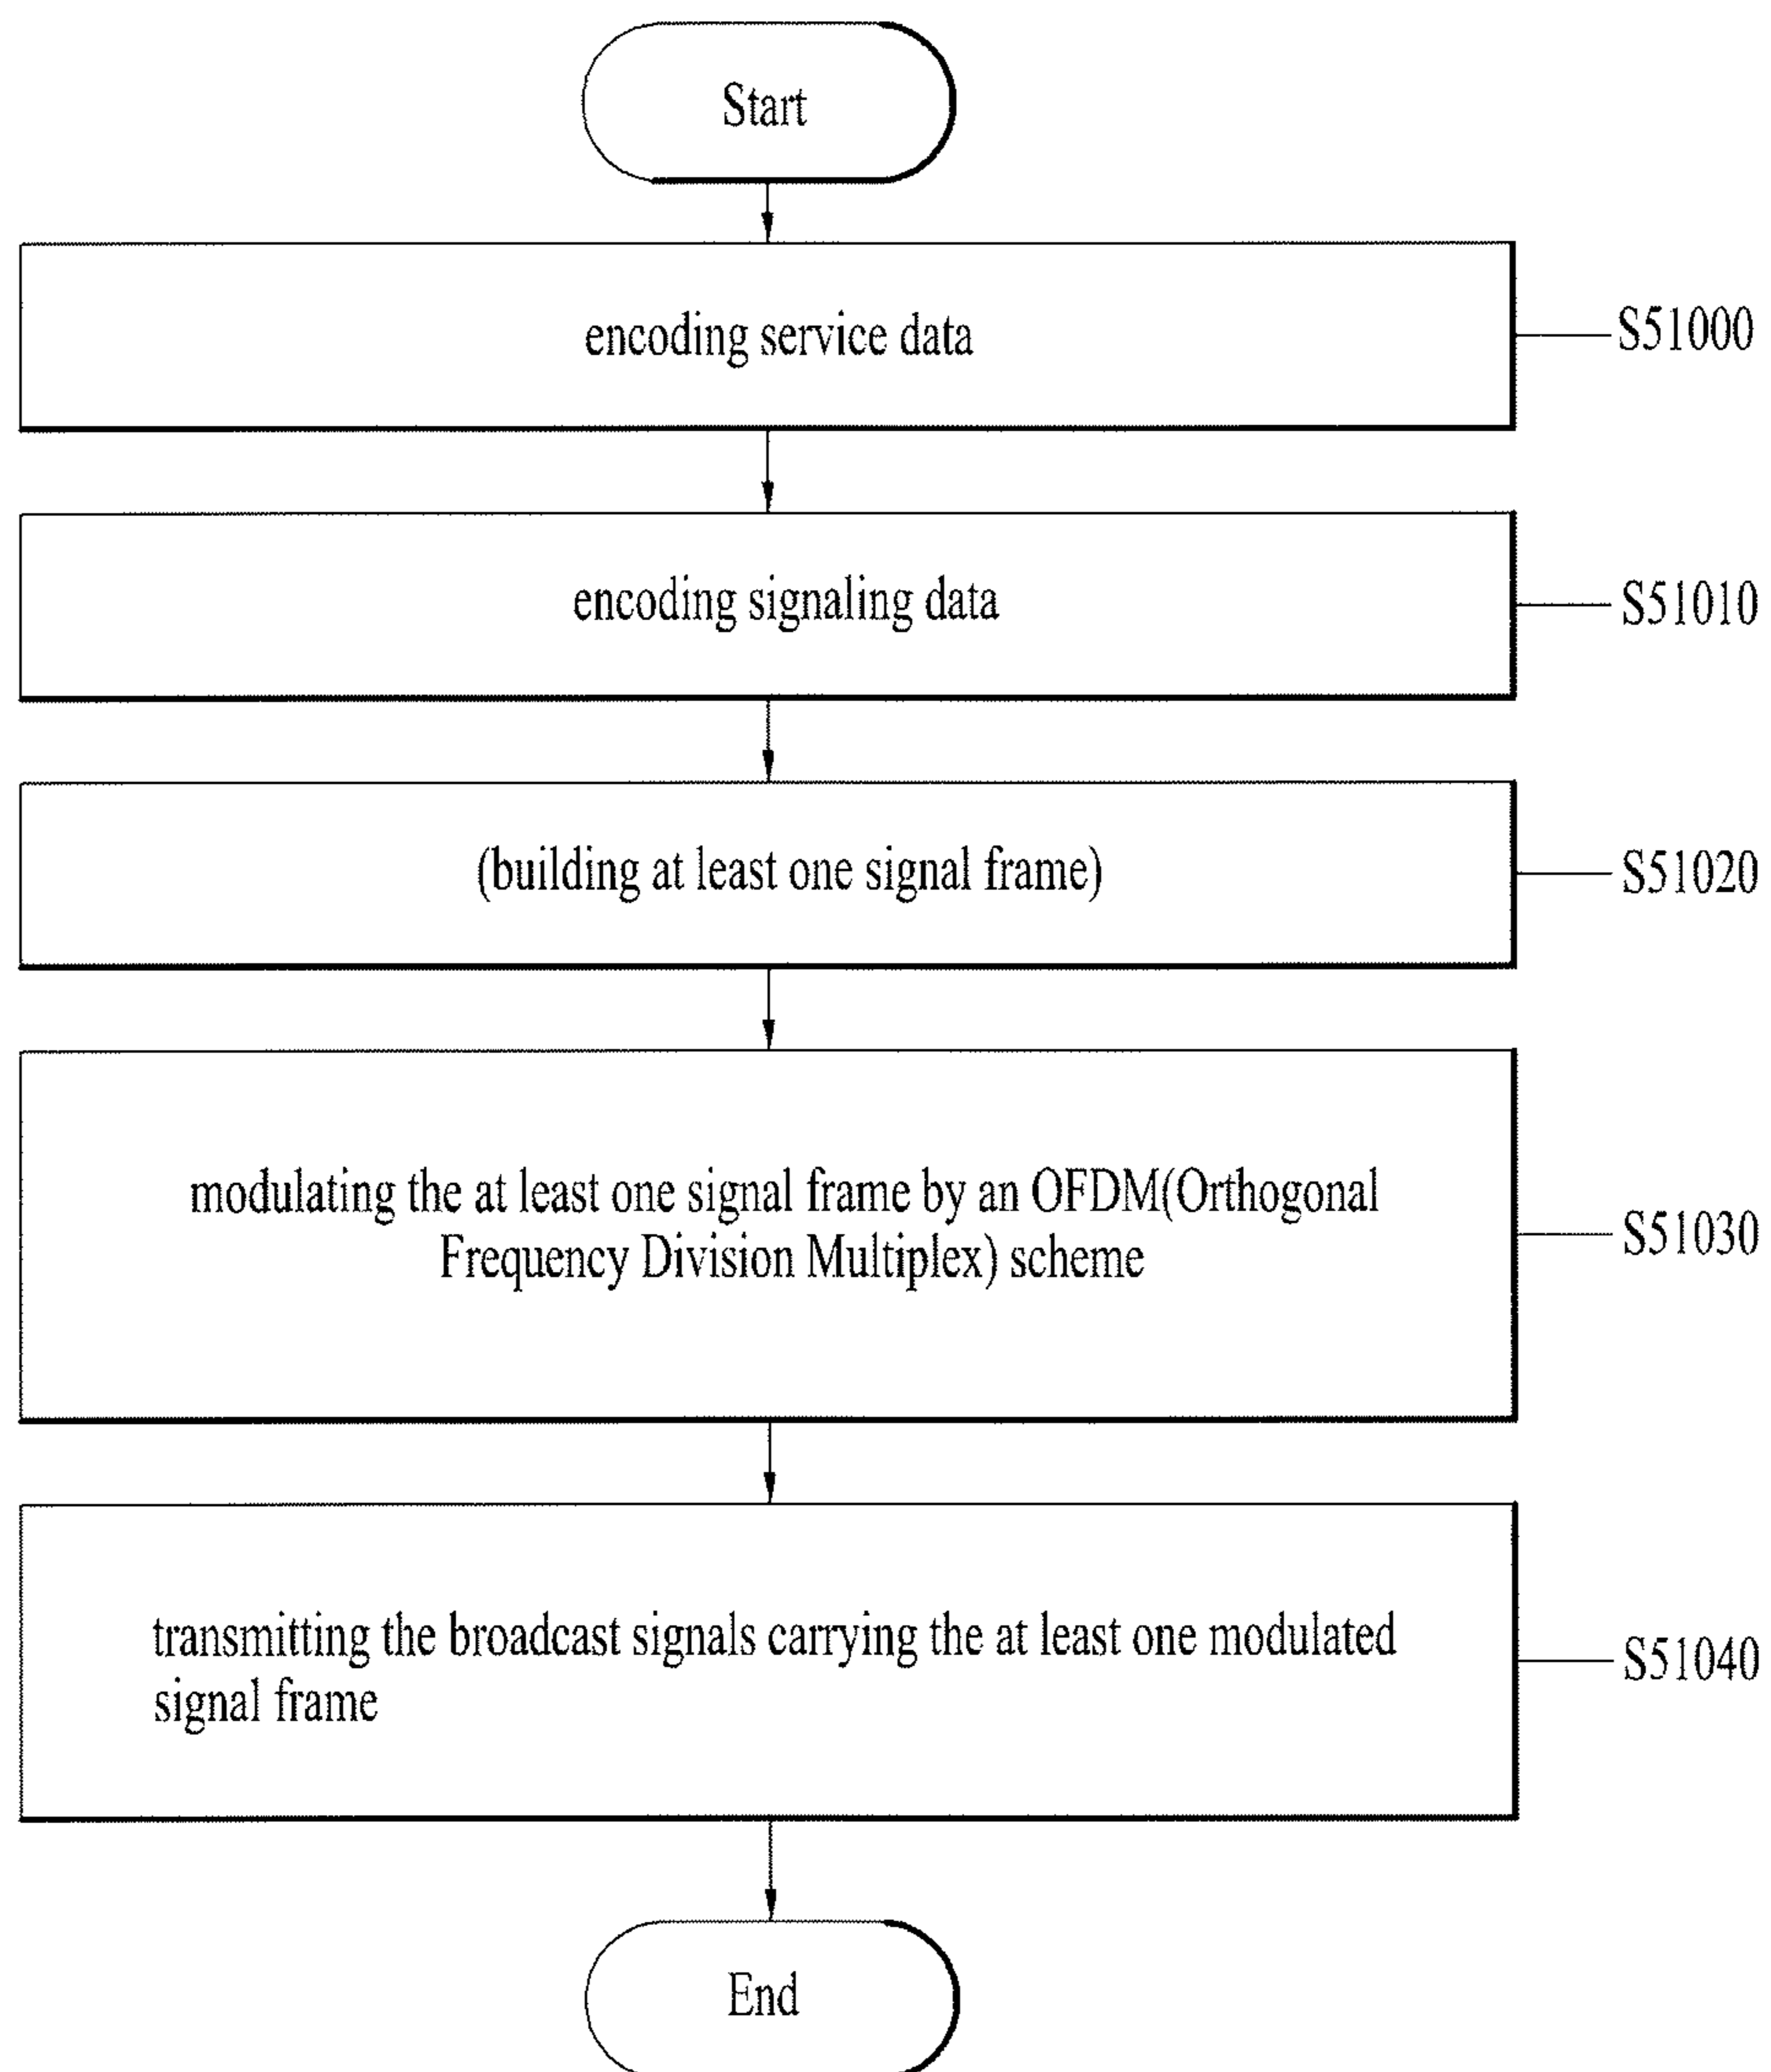 Start
encoding service data
S51000
encoding signaling data
S51010
(building at least one signal frame)
S51020
modulating the at least one signal frame by an OFDM(Orthogonal
Frequency Division Multiplex) scheme
S51030
transmitting the broadcast signals carrying the at least one modulated
signal frame
S51040
End